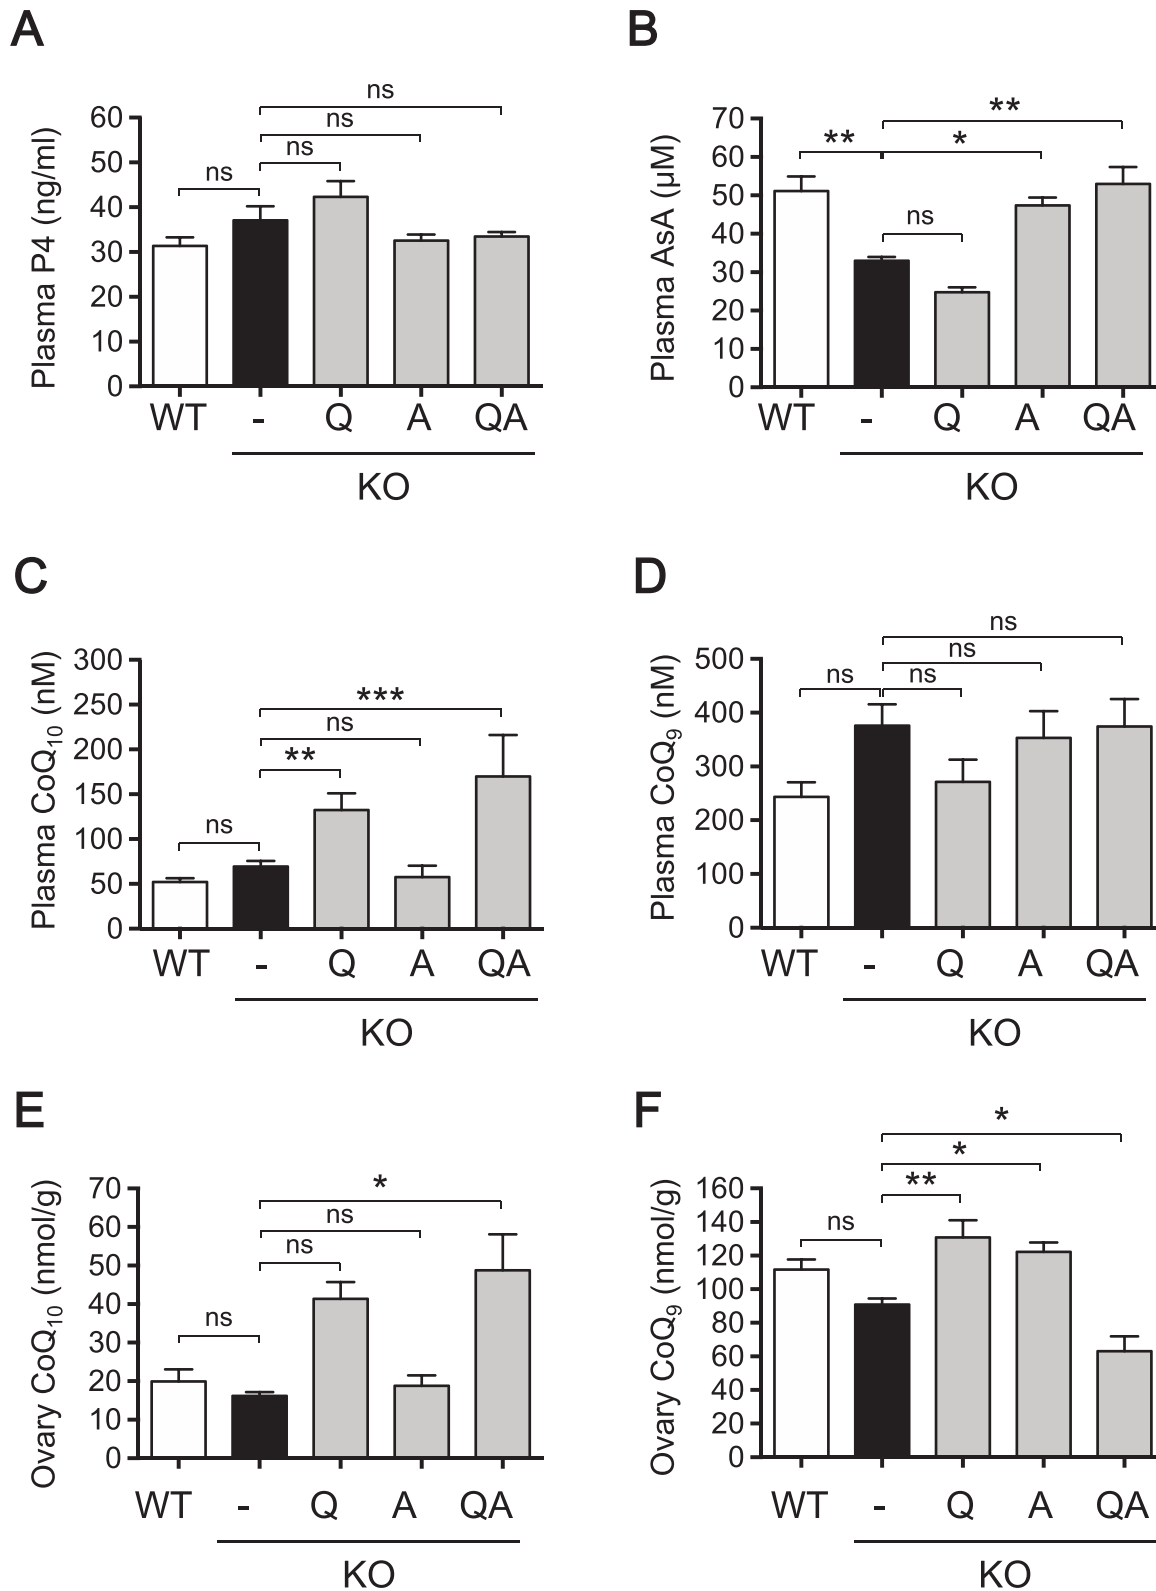 A
Plasma P4 (ng/ml)
60
50
40
30
20
10
0
ns
ns
ns
ns
WT - Q A QA
KO
B
Plasma AsA (µM)
70
60
50
40
30
20
10
0
**
** *
ns
WT - Q A QA
KO
C
Plasma CoQ10 (nM)
300
250
200
150
100
50
0
***
ns
**
ns
WT - Q A QA
KO
D
Plasma CoQ9 (nM)
500
400
300
200
100
0
ns
ns
ns ns
WT - Q A QA
KO
E
Ovary CoQ10 (nmol/g)
70
60
50
40
30
20
10
0
*
ns
ns
ns
WT - Q A QA
KO
F
Ovary CoQ9 (nmol/g)
160
140
120
100
80
60
40
20
0
*
*
**
ns
WT - Q A QA
KO